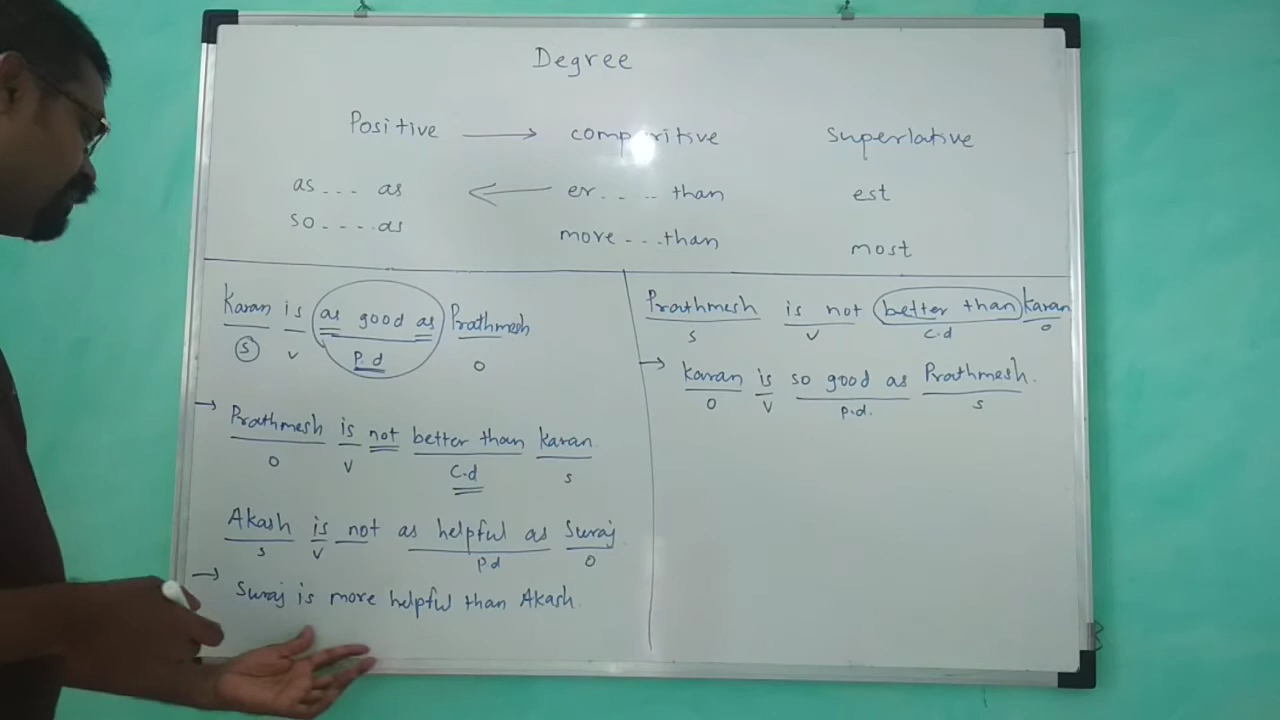 Degree
Positive → comparitive Superlative
as --- as ← er. . .. than est
so ---- as more --- than most
Karan is as good as Prathmesh
S V P.d O
→ Prathmesh is not better than Karan.
O V C.d S
Akash is not as helpful as Suraj.
S V P.d O
→ Suraj is more helpful than Akash.
Prathmesh is not better than Karan
S V C.d O
→ Karan is so good as Prathmesh.
O V P.d. S